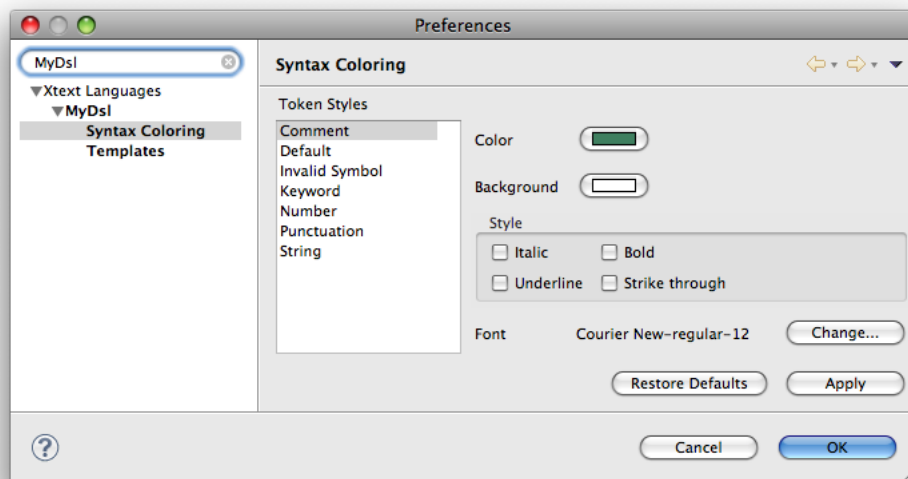 Preferences
MyDsl
Xtext Languages
MyDsl
Syntax Coloring
Templates
Syntax Coloring
Token Styles
Comment
Default
Invalid Symbol
Keyword
Number
Punctuation
String
Color
Background
Style
Italic Bold
Underline Strike through
Font Courier New-regular-12 Change...
Restore Defaults Apply
? Cancel OK